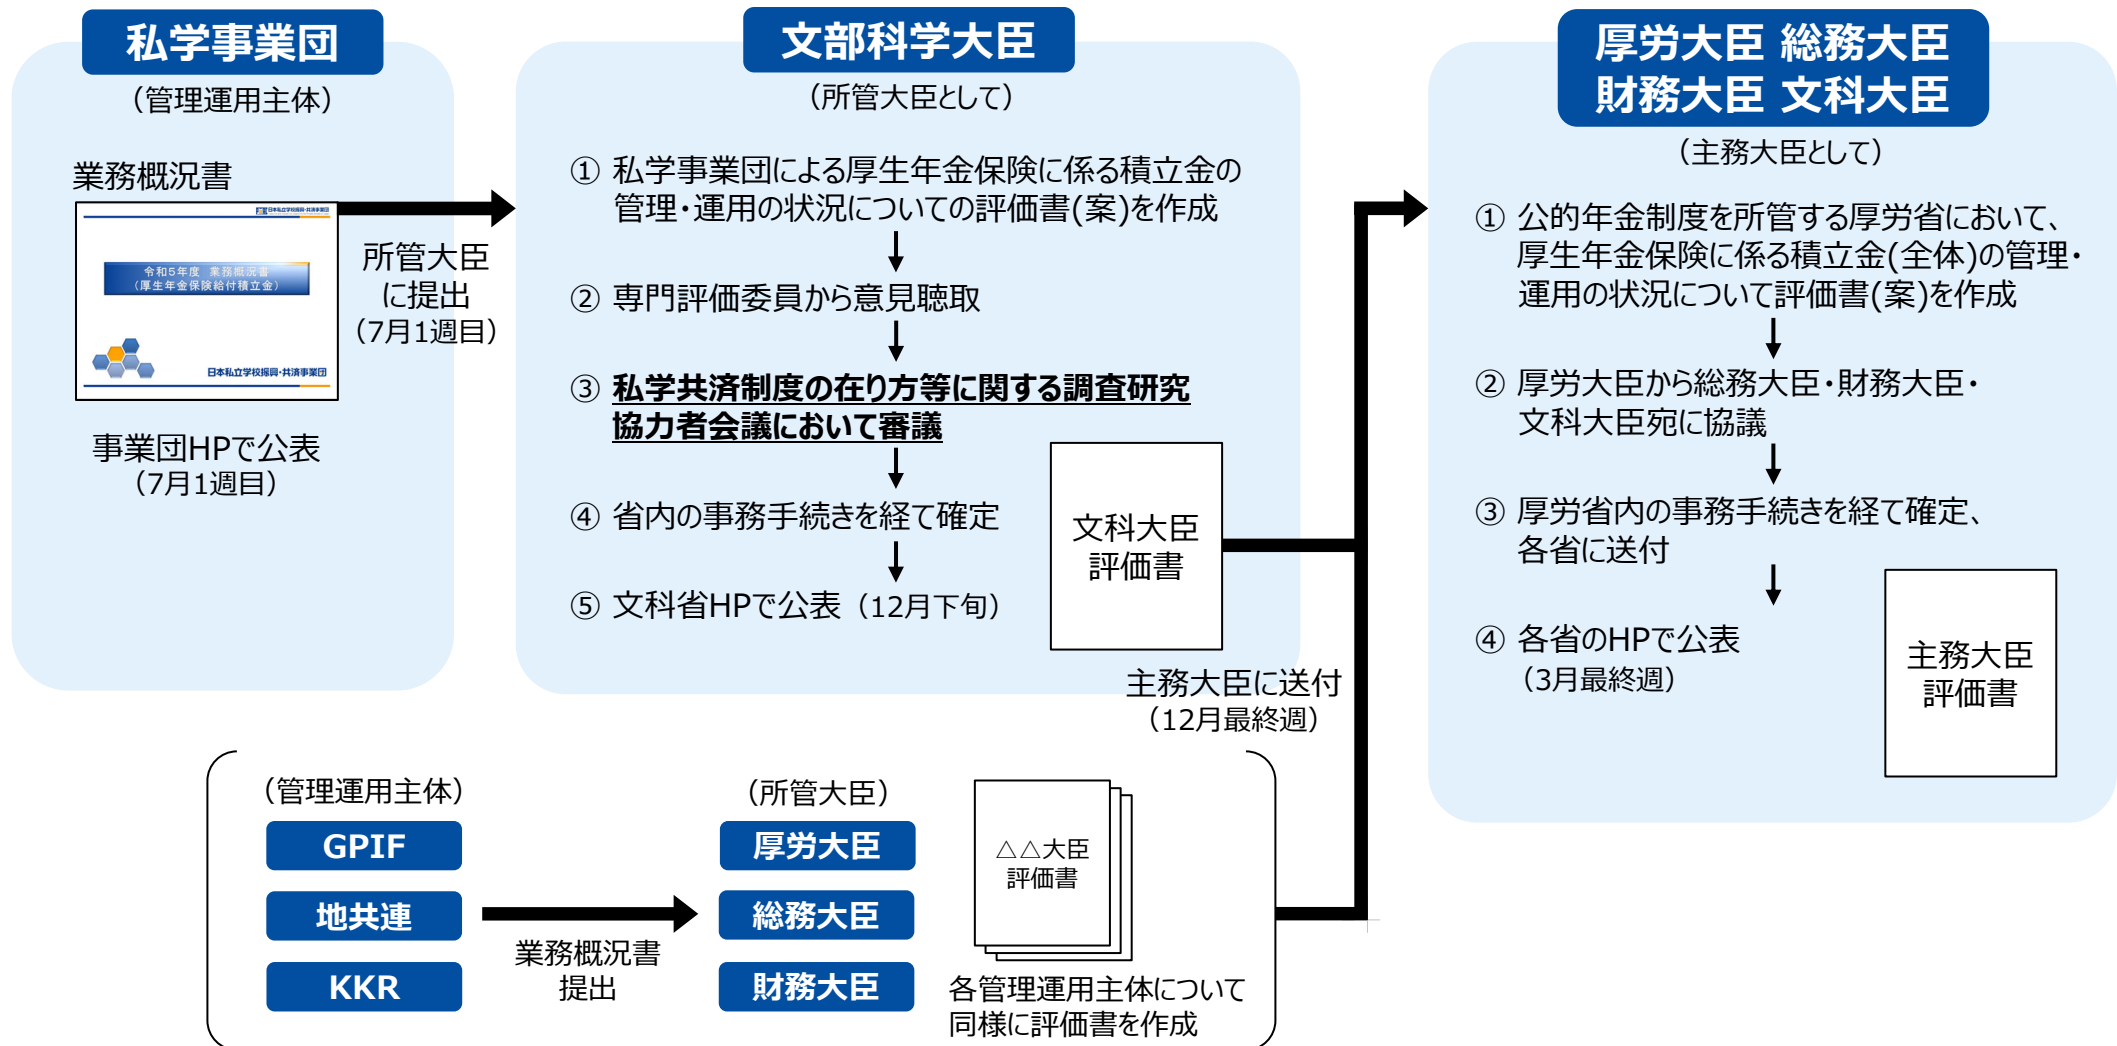 私学事業団
（管理運用主体）
業務概況書
日本私立学校振興・共済事業団
令和5年度 業務概況書
（厚生年金保険給付積立金）
日本私立学校振興・共済事業団
事業団HPで公表
（7月1週目）
所管大臣
に提出
（7月1週目）
文部科学大臣
（所管大臣として）
① 私学事業団による厚生年金保険に係る積立金の
管理・運用の状況についての評価書(案)を作成
② 専門評価委員から意見聴取
③ 私学共済制度の在り方等に関する調査研究
協力者会議において審議
④ 省内の事務手続きを経て確定
⑤ 文科省HPで公表（12月下旬）
文科大臣
評価書
主務大臣に送付
（12月最終週）
厚労大臣 総務大臣
財務大臣 文科大臣
（主務大臣として）
① 公的年金制度を所管する厚労省において、
厚生年金保険に係る積立金(全体)の管理・
運用の状況について評価書(案)を作成
② 厚労大臣から総務大臣・財務大臣・
文科大臣宛に協議
③ 厚労省内の事務手続きを経て確定、
各省に送付
④ 各省のHPで公表
（3月最終週）
主務大臣
評価書
（管理運用主体）
GPIF
地共連
KKR
業務概況書
提出
（所管大臣）
厚労大臣
総務大臣
財務大臣
△△大臣
評価書
各管理運用主体について
同様に評価書を作成